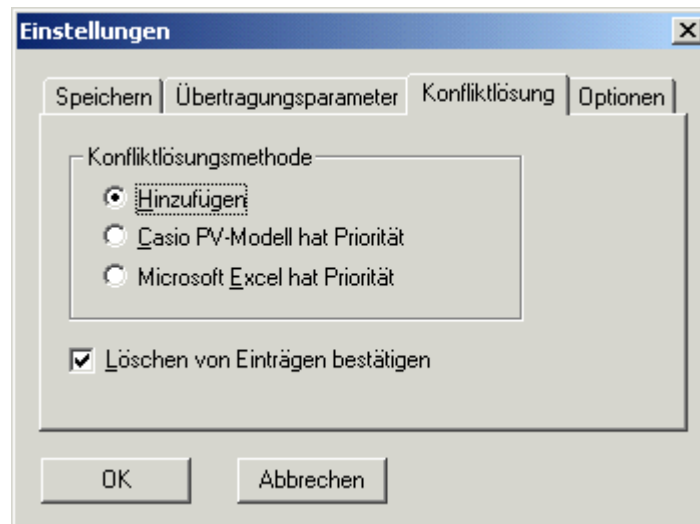 Einstellungen
Speichern Übertragungsparameter Konfliktlösung Optionen
Konfliktlösungsmethode
Hinzufügen
Casio PV-Modell hat Priorität
Microsoft Excel hat Priorität
Löschen von Einträgen bestätigen
OK Abbrechen